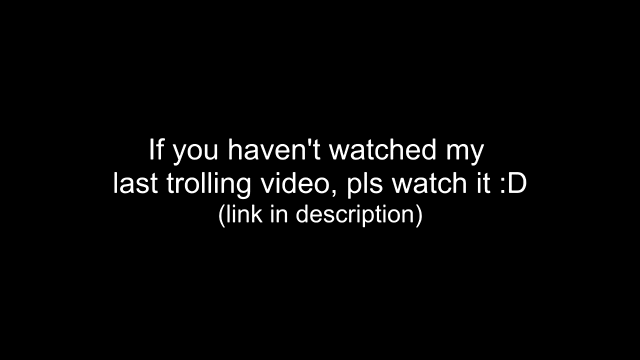 If you haven't watched my
last trolling video, pls watch it :D
(link in description)